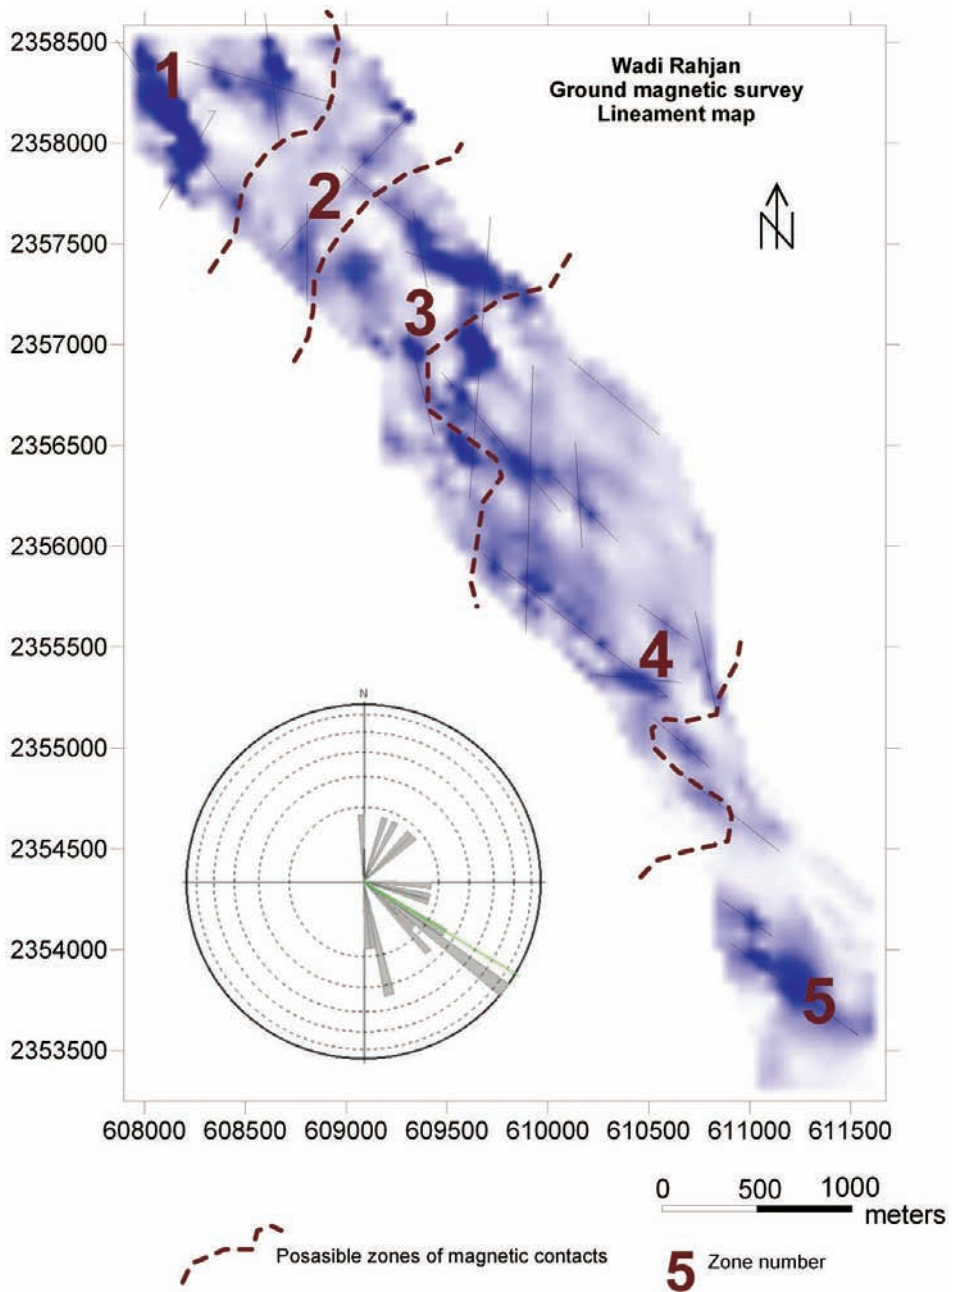 Wadi Rahjan
Ground magnetic survey
Lineament map
2358500
2358000
2357500
2357000
2356500
2356000
2355500
2355000
2354500
2354000
2353500
1
2
3
4
5
N
N
608000 608500 609000 609500 610000 610500 611000 611500
0 500 1000
meters
Posasible zones of magnetic contacts
5 Zone number